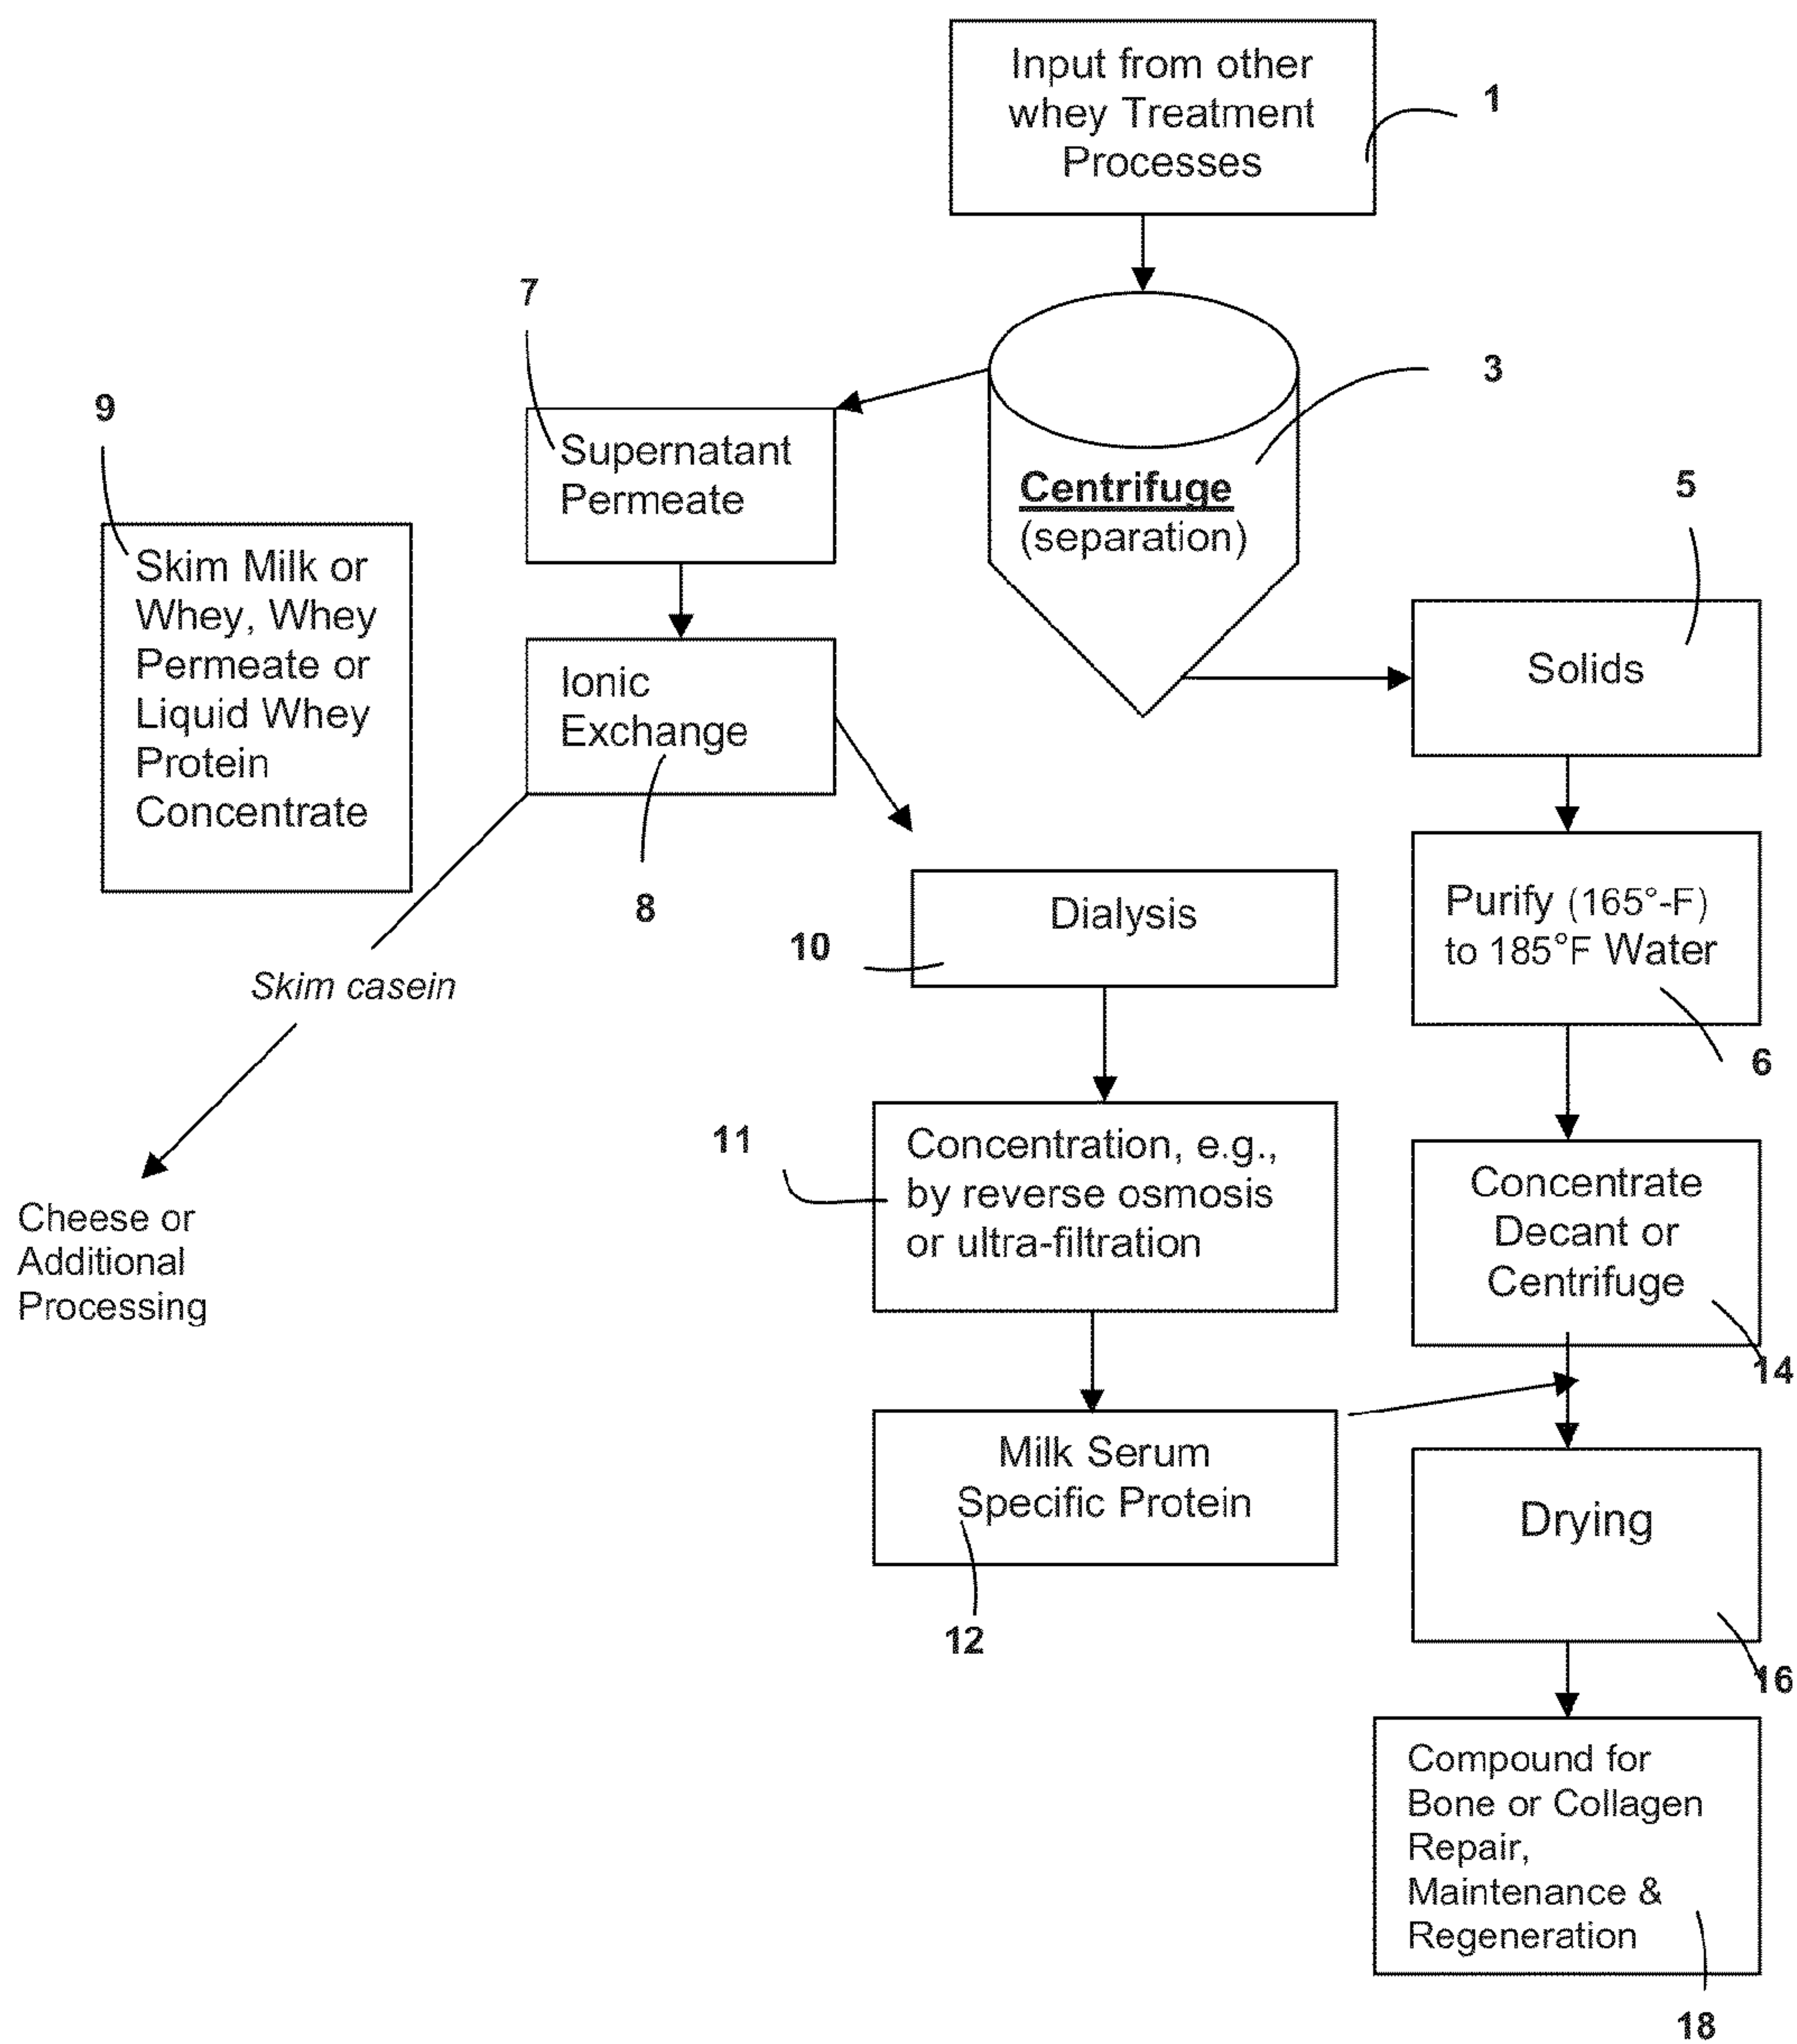 Input from other
whey Treatment
Processes
1
7
3
9
Supernatant
Permeate
Centrifuge
(separation)
5
Skim Milk or
Whey, Whey
Permeate or
Liquid Whey
Protein
Concentrate
Ionic
Exchange
8
Solids
Dialysis
10
Purify (165°-F)
to 185°F Water
6
Skim casein
11
Concentration, e.g.,
by reverse osmosis
or ultra-filtration
Concentrate
Decant or
Centrifuge
14
Cheese or
Additional
Processing
Milk Serum
Specific Protein
12
Drying
16
Compound for
Bone or Collagen
Repair,
Maintenance &
Regeneration
18